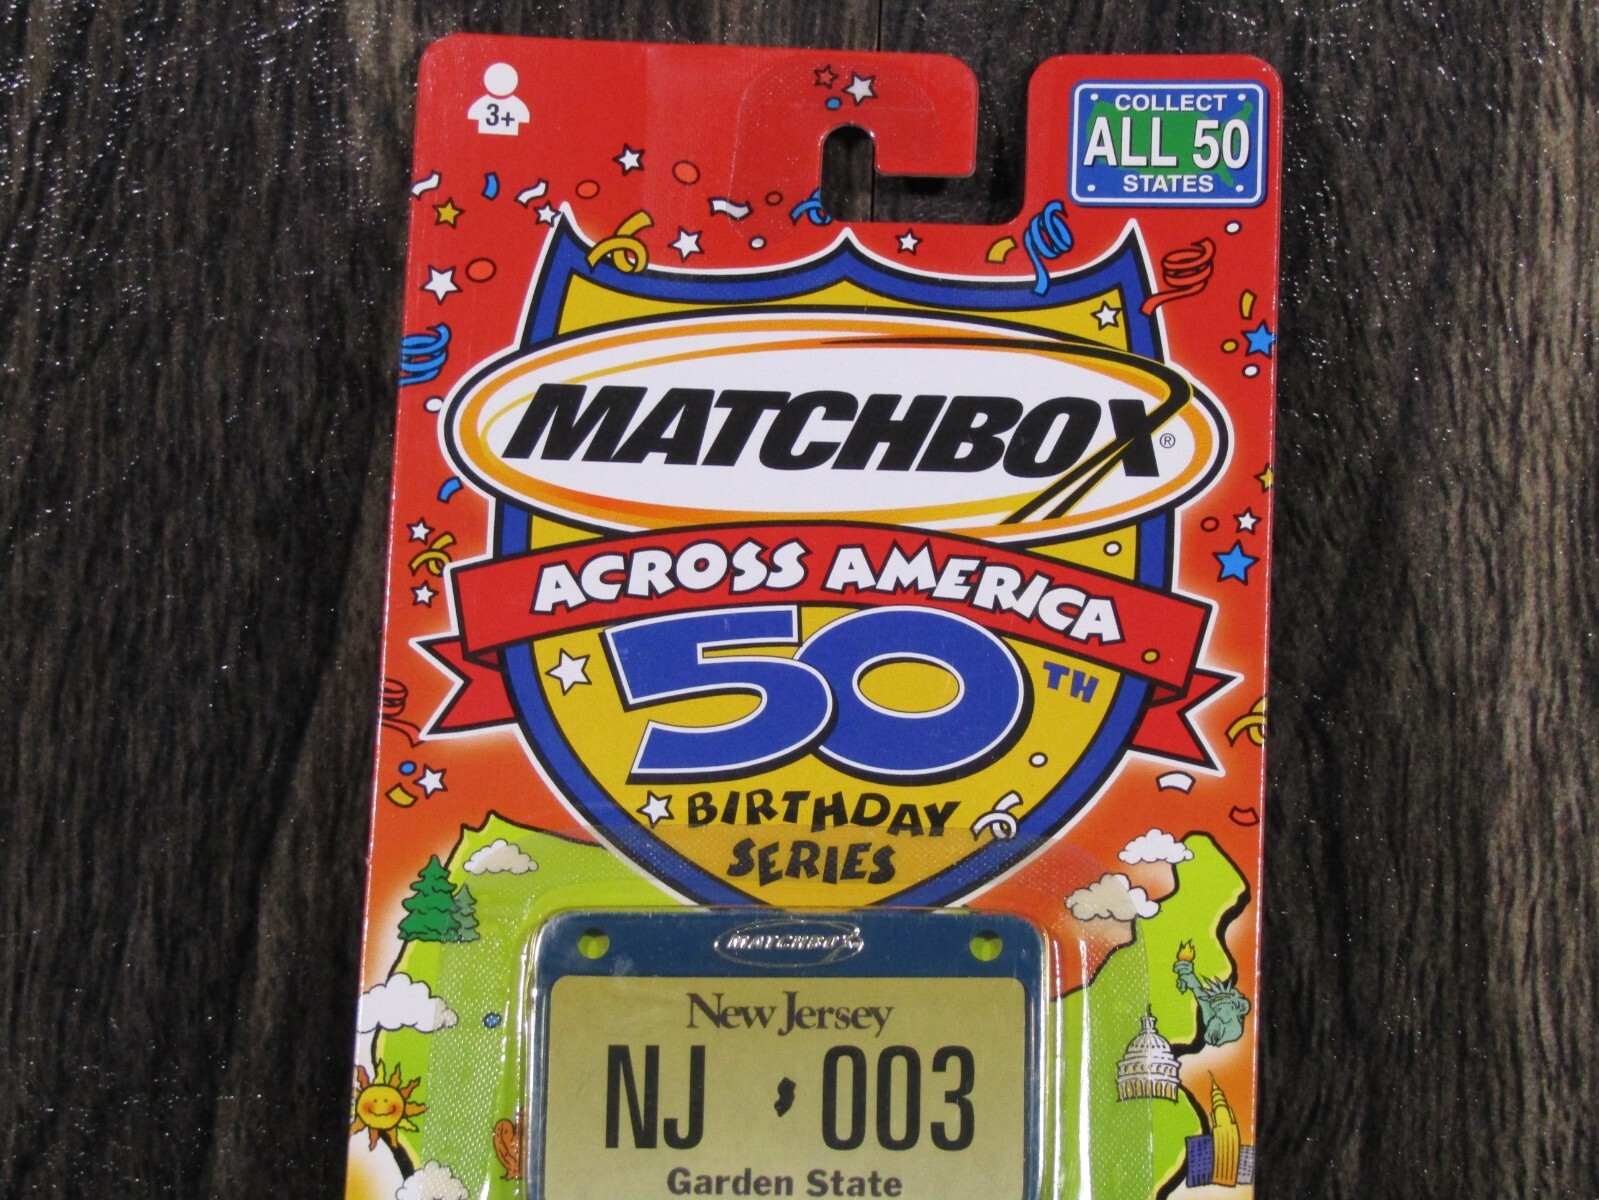 3+
COLLECT
ALL 50
STATES
MATCHBOX®
ACROSS AMERICA
50TH
BIRTHDAY
SERIES
MATCHBOX
New Jersey
NJ 003
Garden State